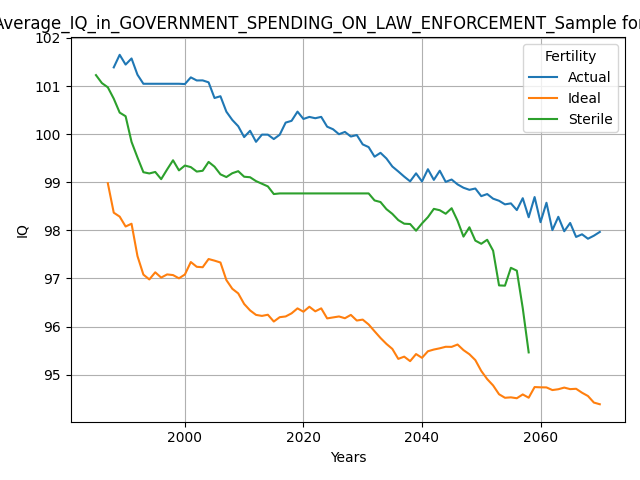 Average_IQ_in_GOVERNMENT_SPENDING_ON_LAW_ENFORCEMENT_Sample for
102
101
100
99
98
97
96
95
IQ
Fertility
Actual
Ideal
Sterile
2000
2020
2040
2060
Years